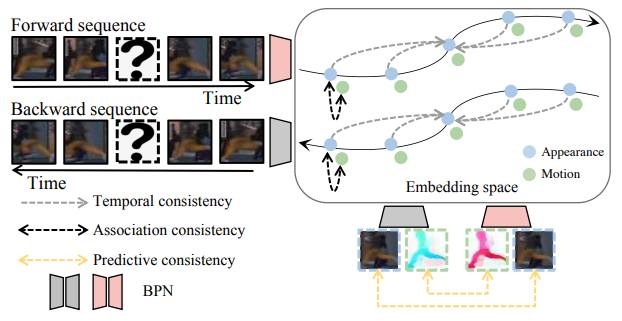 Forward sequence
?
Time
Backward sequence
?
Time
Appearance
Motion
Embedding space
Temporal consistency
Association consistency
Predictive consistency
BPN